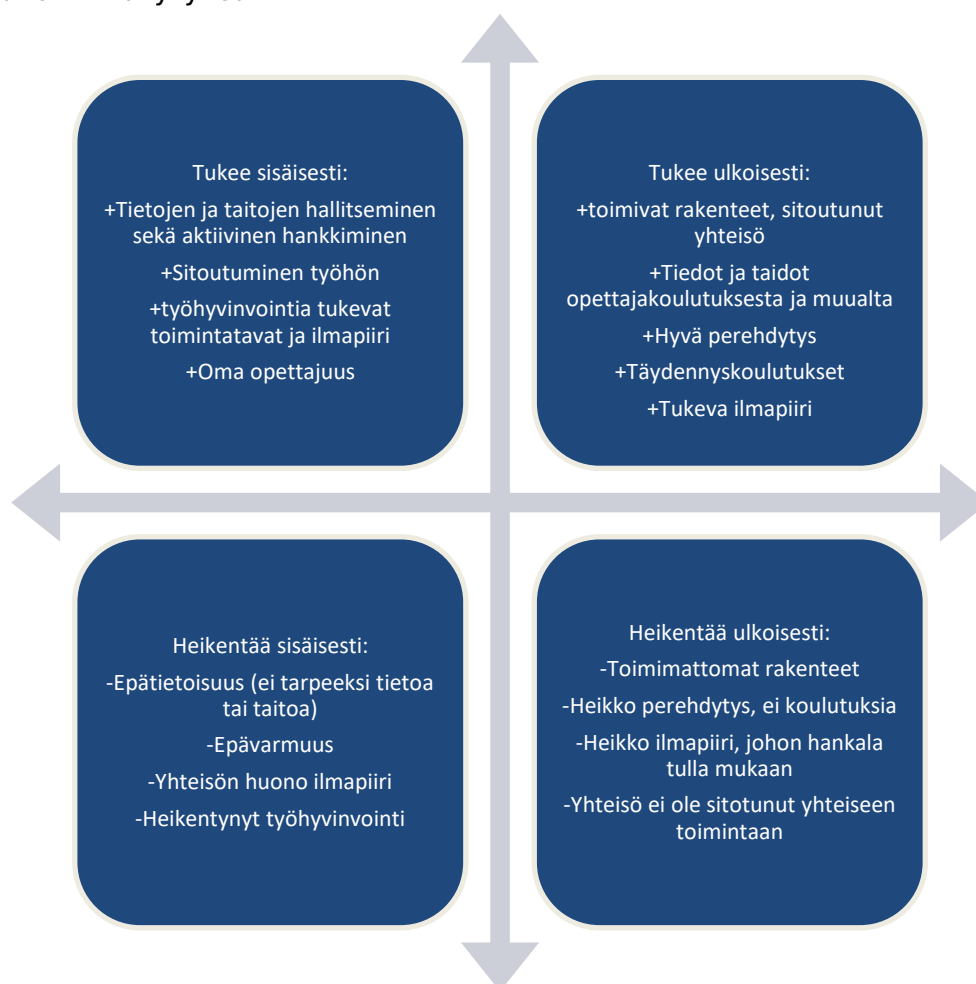 Tukee sisäisesti:
+Tietojen ja taitojen hallitseminen
sekä aktiivinen hankkiminen
+Sitoutuminen työhön
+työhyvinvointia tukevat
toimintatavat ja ilmapiiri
+Oma opettajuus
Tukee ulkoisesti:
+toimivat rakenteet, sitoutunut
yhteisö
+Tiedot ja taidot
opettajakoulutuksesta ja muualta
+Hyvä perehdytys
+Täydennyskoulutukset
+Tukeva ilmapiiri
Heikentää sisäisesti:
-Epätietoisuus (ei tarpeeksi tietoa
tai taitoa)
-Epävarmuus
-Yhteisön huono ilmapiiri
-Heikentynyt työhyvinvointi
Heikentää ulkoisesti:
-Toimimattomat rakenteet
-Heikko perehdytys, ei koulutuksia
-Heikko ilmapiiri, johon hankala
tulla mukaan
-Yhteisö ei ole sitotunut yhteiseen
toimintaan